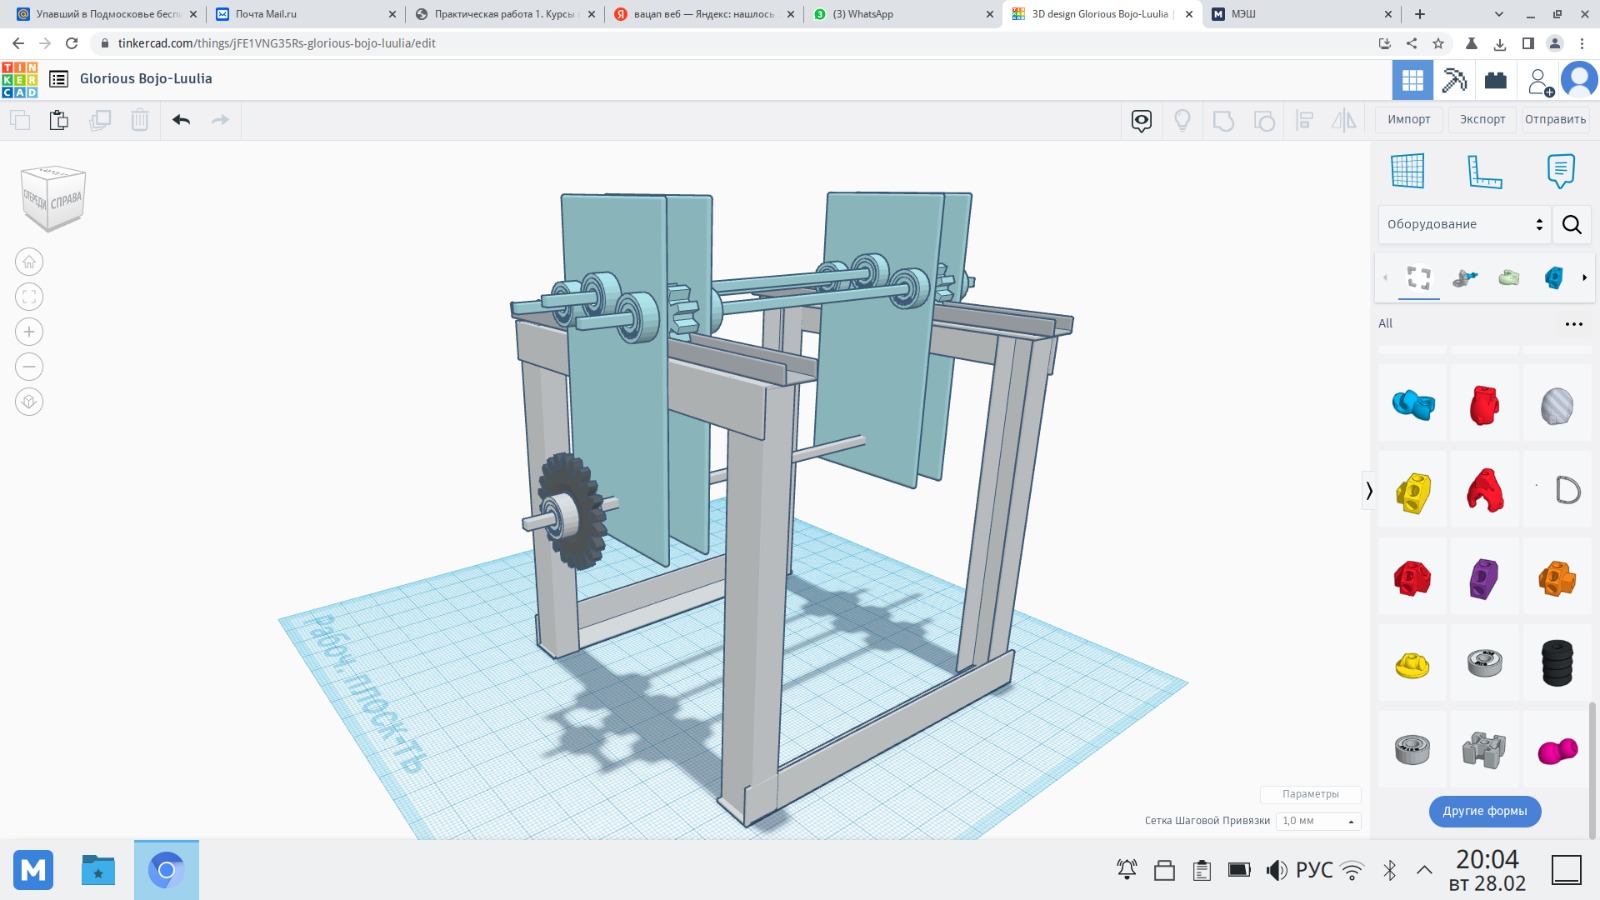 Упавший в Подмосковье бесп
Почта Mail.ru
Практическая работа 1. Курсы
вацап веб — Яндекс: нашлось
(3) WhatsApp
3D design Glorious Bojo-Luulia
МЭШ
tinkercad.com/things/jFE1VNG35Rs-glorious-bojo-luulia/edit
TIN
KER
CAD
Glorious Bojo-Luulia
Импорт
Экспорт
Отправить
СПЕРЕДИ
СПРАВА
Оборудование
All
Рабоч. плоск-ть
Параметры
Сетка Шаговой Привязки
1,0 мм
Другие формы
M
РУС
20:04
вт 28.02